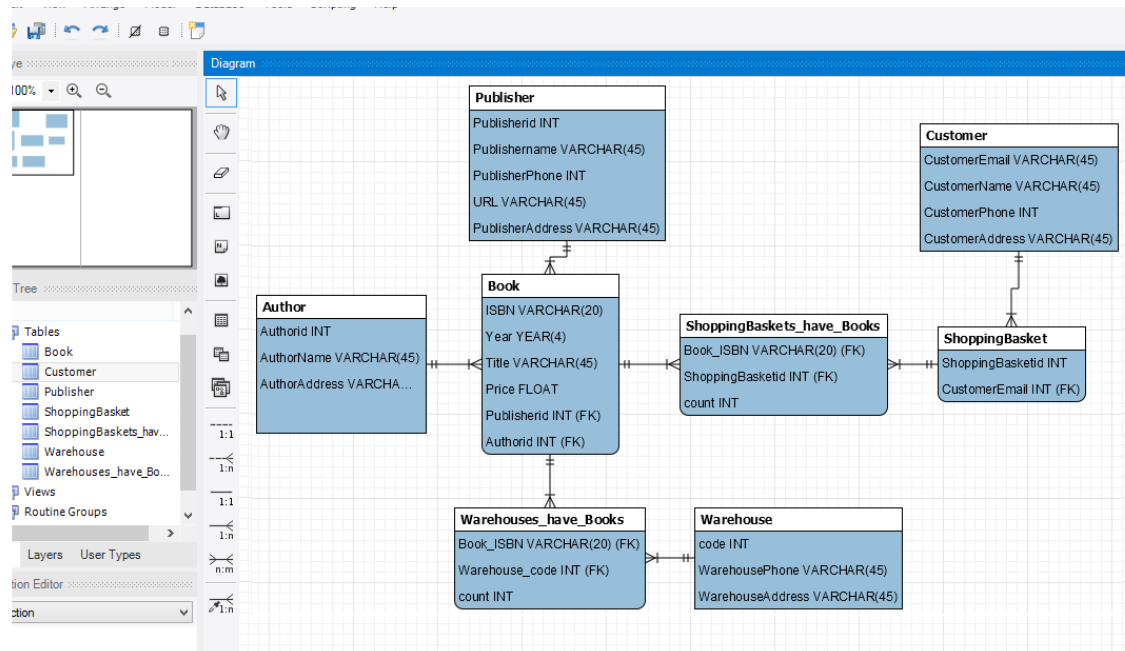 100%
Diagram
Tree
Tables
Book
Customer
Publisher
ShoppingBasket
ShoppingBaskets_hav...
Warehouse
Warehouses_have_Bo...
Views
Routine Groups
Layers User Types
1:1
1:n
1:1
1:n
n:m
1:n
Publisher
Publisherid INT
Publishername VARCHAR(45)
PublisherPhone INT
URL VARCHAR(45)
PublisherAddress VARCHAR(45)
Customer
CustomerEmail VARCHAR(45)
CustomerName VARCHAR(45)
CustomerPhone INT
CustomerAddress VARCHAR(45)
Author
Authorid INT
AuthorName VARCHAR(45)
AuthorAddress VARCHA...
Book
ISBN VARCHAR(20)
Year YEAR(4)
Title VARCHAR(45)
Price FLOAT
Publisherid INT (FK)
Authorid INT (FK)
ShoppingBaskets_have_Books
Book_ISBN VARCHAR(20) (FK)
ShoppingBasketid INT (FK)
count INT
ShoppingBasket
ShoppingBasketid INT
CustomerEmail INT (FK)
Warehouses_have_Books
Book_ISBN VARCHAR(20) (FK)
Warehouse_code INT (FK)
count INT
Warehouse
code INT
WarehousePhone VARCHAR(45)
WarehouseAddress VARCHAR(45)